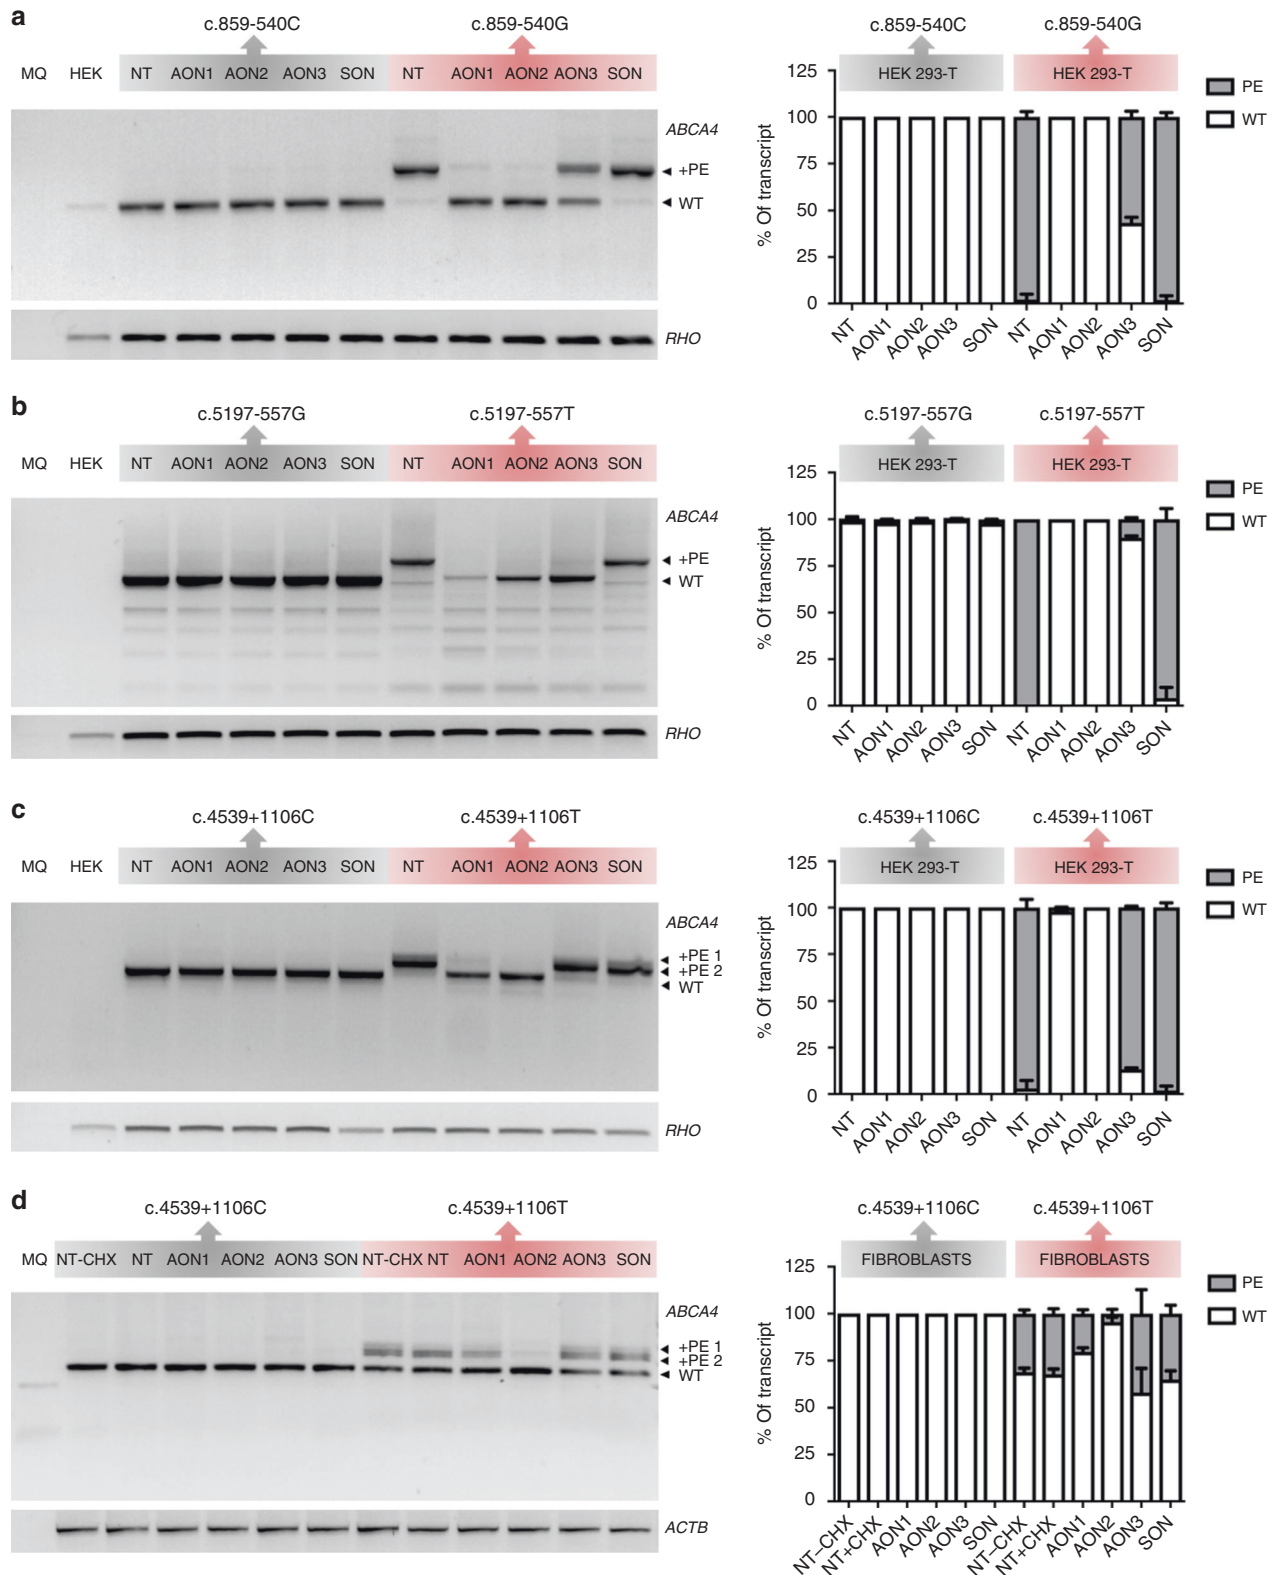 a
c.859-540C
c.859-540G
MQ HEK NT AON1 AON2 AON3 SON NT AON1 AON2 AON3 SON
ABCA4
+PE
WT
RHO
c.859-540C
c.859-540G
HEK 293-T
HEK 293-T
% Of transcript
125
100
75
50
25
0
NT AON1 AON2 AON3 SON NT AON1 AON2 AON3 SON
PE
WT
b
c.5197-557G
c.5197-557T
MQ HEK NT AON1 AON2 AON3 SON NT AON1 AON2 AON3 SON
ABCA4
+PE
WT
RHO
c.5197-557G
c.5197-557T
HEK 293-T
HEK 293-T
% Of transcript
125
100
75
50
25
0
NT AON1 AON2 AON3 SON NT AON1 AON2 AON3 SON
PE
WT
c
c.4539+1106C
c.4539+1106T
MQ HEK NT AON1 AON2 AON3 SON NT AON1 AON2 AON3 SON
ABCA4
+PE 1
+PE 2
WT
RHO
c.4539+1106C
c.4539+1106T
HEK 293-T
HEK 293-T
% Of transcript
125
100
75
50
25
0
NT AON1 AON2 AON3 SON NT AON1 AON2 AON3 SON
PE
WT
d
c.4539+1106C
c.4539+1106T
MQ NT-CHX NT AON1 AON2 AON3 SON NT-CHX NT AON1 AON2 AON3 SON
ABCA4
+PE 1
+PE 2
WT
ACTB
c.4539+1106C
c.4539+1106T
FIBROBLASTS
FIBROBLASTS
% Of transcript
125
100
75
50
25
0
NT–CHX NT+CHX AON1 AON2 AON3 SON NT–CHX NT+CHX AON1 AON2 AON3 SON
PE
WT